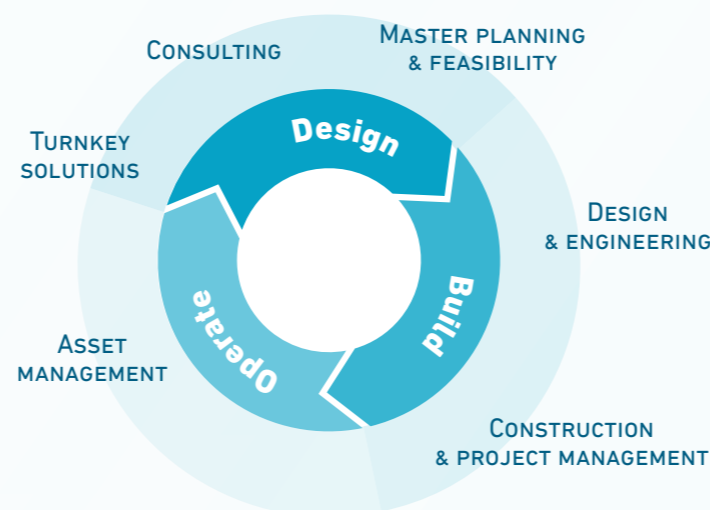 Consulting
Master planning
& feasibility
Turnkey
solutions
Design
Design
& engineering
Build
Operate
Asset
management
Construction
& project management